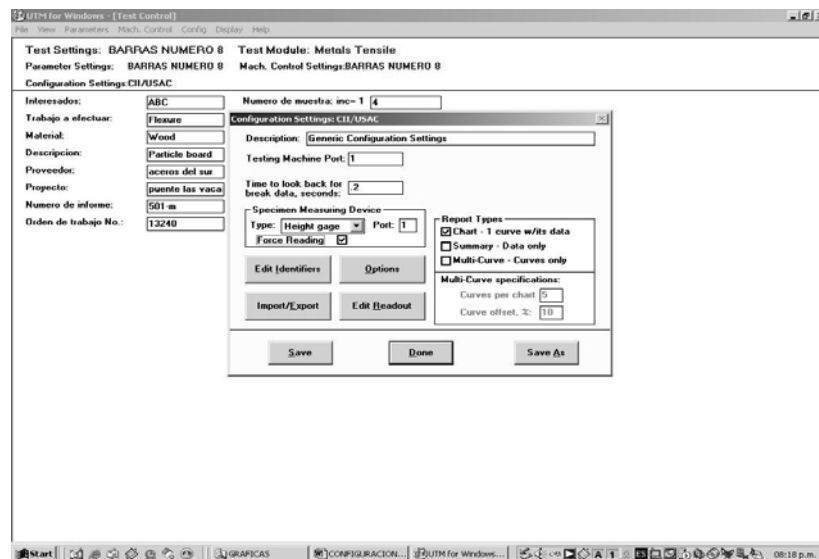 UTM for Windows - [Test Control]
File View Parameters Mach. Control Config Display Help
Test Settings: BARRAS NUMERO 8 Test Module: Metals Tensile
Parameter Settings: BARRAS NUMERO 8 Mach. Control Settings:BARRAS NUMERO 8
Configuration Settings:CII/USAC
Interesados: ABC Numero de muestra: inc= 1 4
Trabajo a efectuar: Flexure
Material: Wood
Descripcion: Particle board
Proveedor: aceros del sur
Proyecto: puente las vaca
Numero de informe: 501-m
Orden de trabajo No.: 13240
Configuration Settings: CII/USAC
Description: Generic Configuration Settings
Testing Machine Port: 1
Time to look back for
break data, seconds: .2
Specimen Measuring Device
Type: Height gage Port: 1
Force Reading
Edit Identifiers Options
Import/Export Edit Readout
Report Types
Chart - 1 curve w/its data
Summary - Data only
Multi-Curve - Curves only
Multi-Curve specifications:
Curves per chart 5
Curve offset, %: 10
Save Done Save As
Start GRAFICAS CONFIGURACION... UTM for Windows... 08:18 p.m.